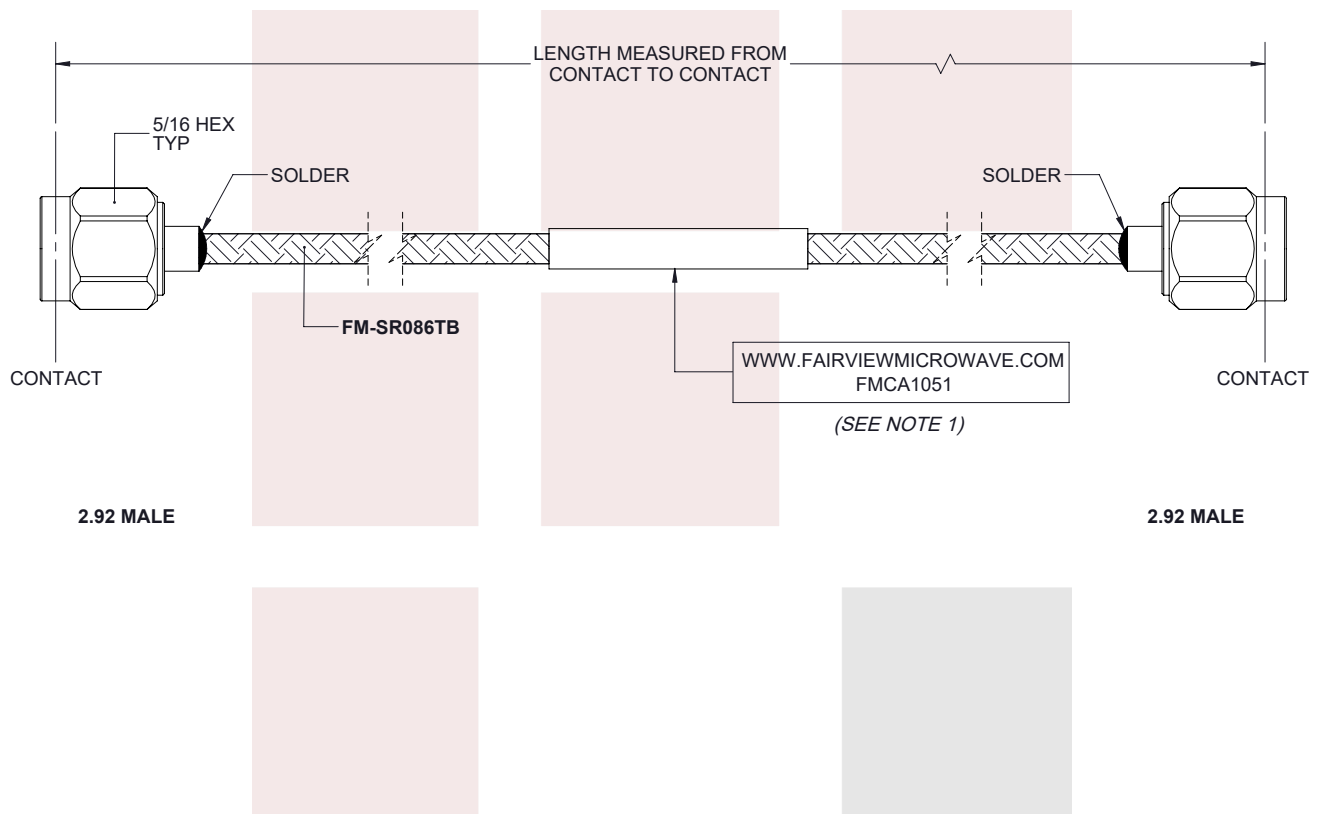 LENGTH MEASURED FROM
CONTACT TO CONTACT
5/16 HEX
TYP
SOLDER
SOLDER
FM-SR086TB
WWW.FAIRVIEWMICROWAVE.COM
FMCA1051
(SEE NOTE 1)
CONTACT
CONTACT
2.92 MALE
2.92 MALE